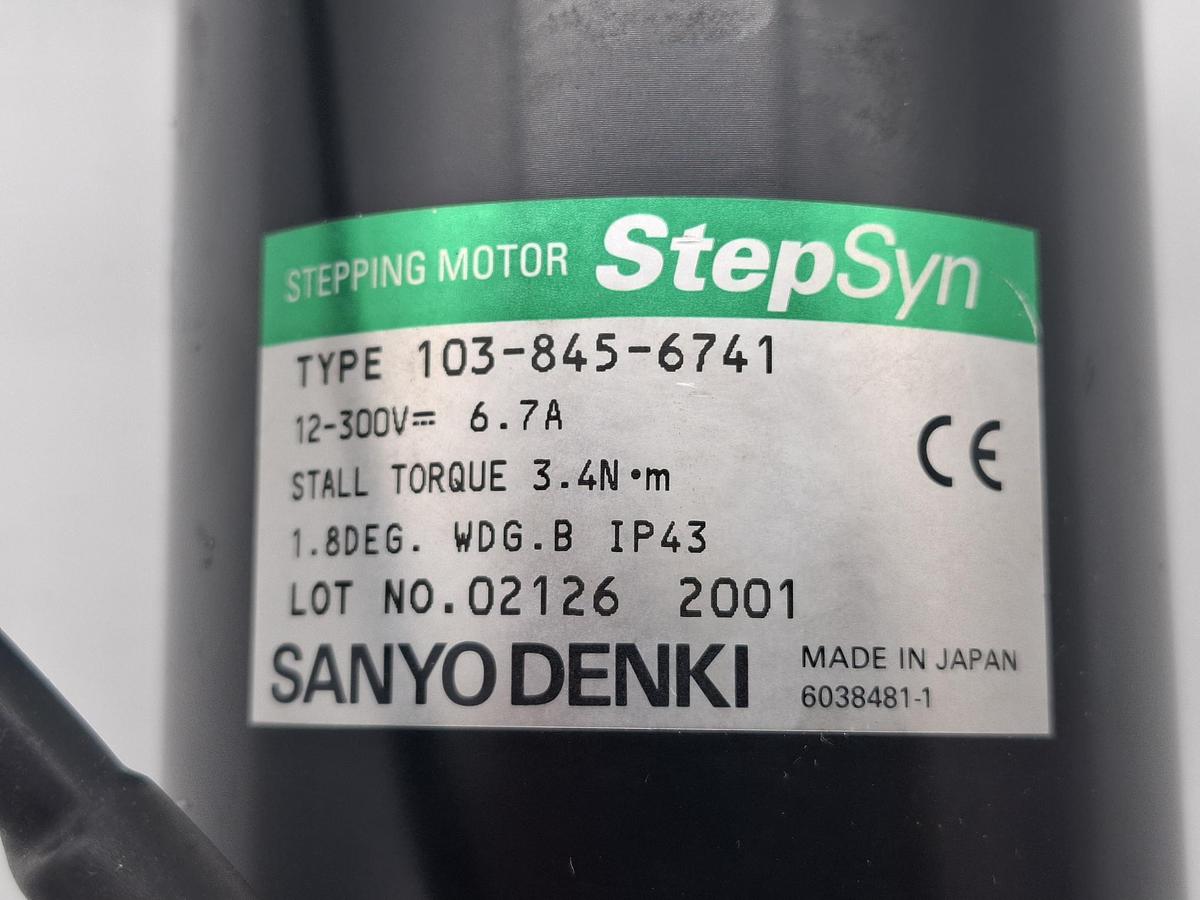 STEPPING MOTOR StepSyn
TYPE 103-845-6741
12-300V⎓ 6.7A
CE
STALL TORQUE 3.4N•m
1.8DEG. WDG.B IP43
LOT NO.02126 2001
SANYO DENKI
MADE IN JAPAN
6038481-1